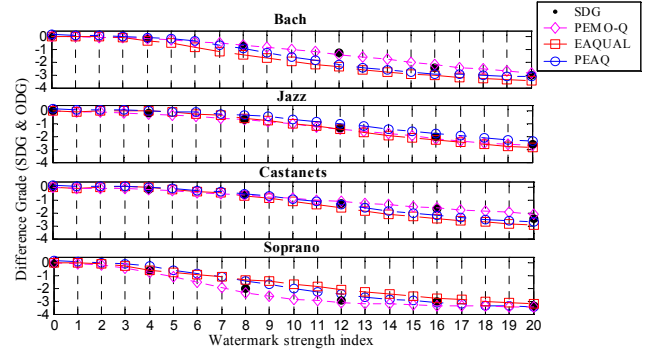 Bach
SDG
PEMO-Q
EAQUAL
PEAQ
0
-1
-2
-3
-4
Jazz
0
-1
-2
-3
-4
Castanets
0
-1
-2
-3
-4
Soprano
0
-1
-2
-3
-4
0 1 2 3 4 5 6 7 8 9 10 11 12 13 14 15 16 17 18 19 20
Watermark strength index
Difference Grade (SDG & ODG)